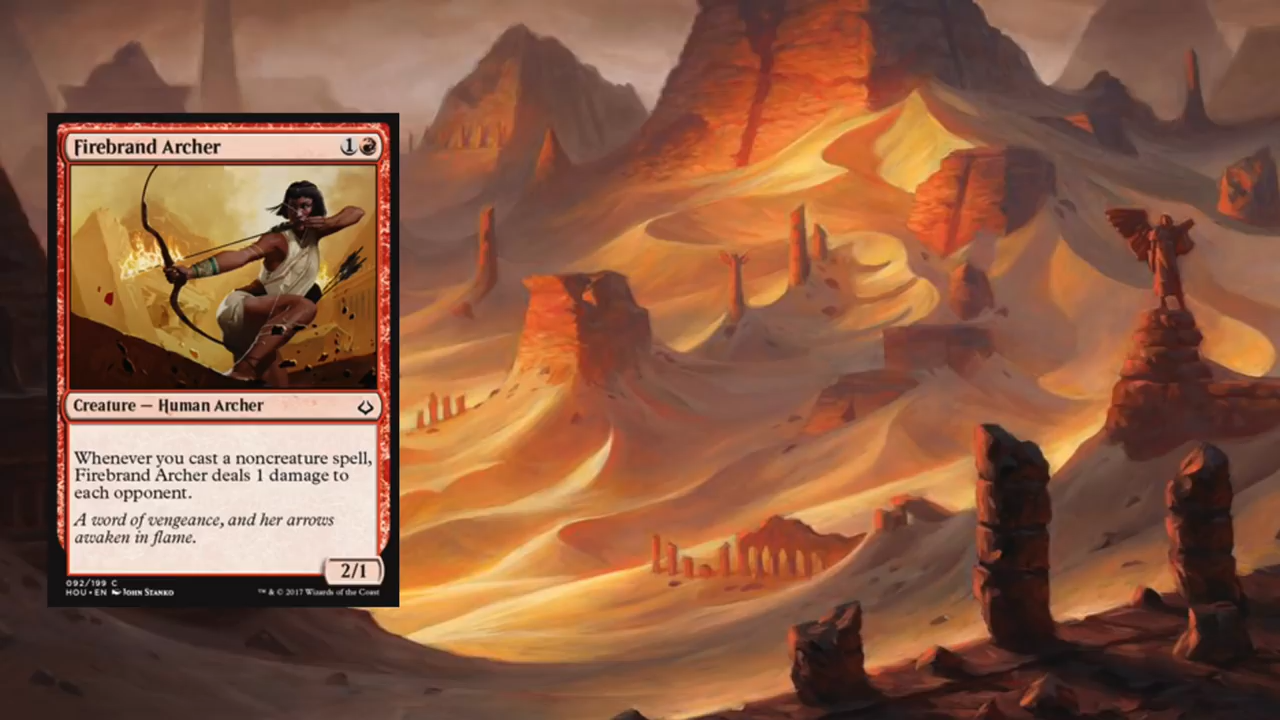 Firebrand Archer 1
Creature — Human Archer
Whenever you cast a noncreature spell,
Firebrand Archer deals 1 damage to
each opponent.
A word of vengeance, and her arrows
awaken in flame.
2/1
092/199 C
HOU • EN John Stanko ™ & © 2017 Wizards of the Coast